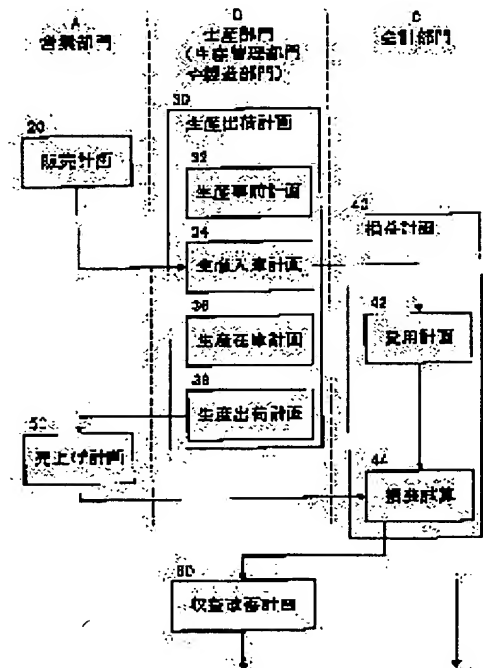 A
営業部門
B
生産部門
(生産管理部門
製造部門)
C
会計部門
20
販売計画
30
生産出荷計画
32
生産事前計画
34
生産入庫計画
36
生産在庫計画
38
生産出荷計画
損益計画
42
費用計画
44
損益計算
50
売上げ計画
60
収益改善計画